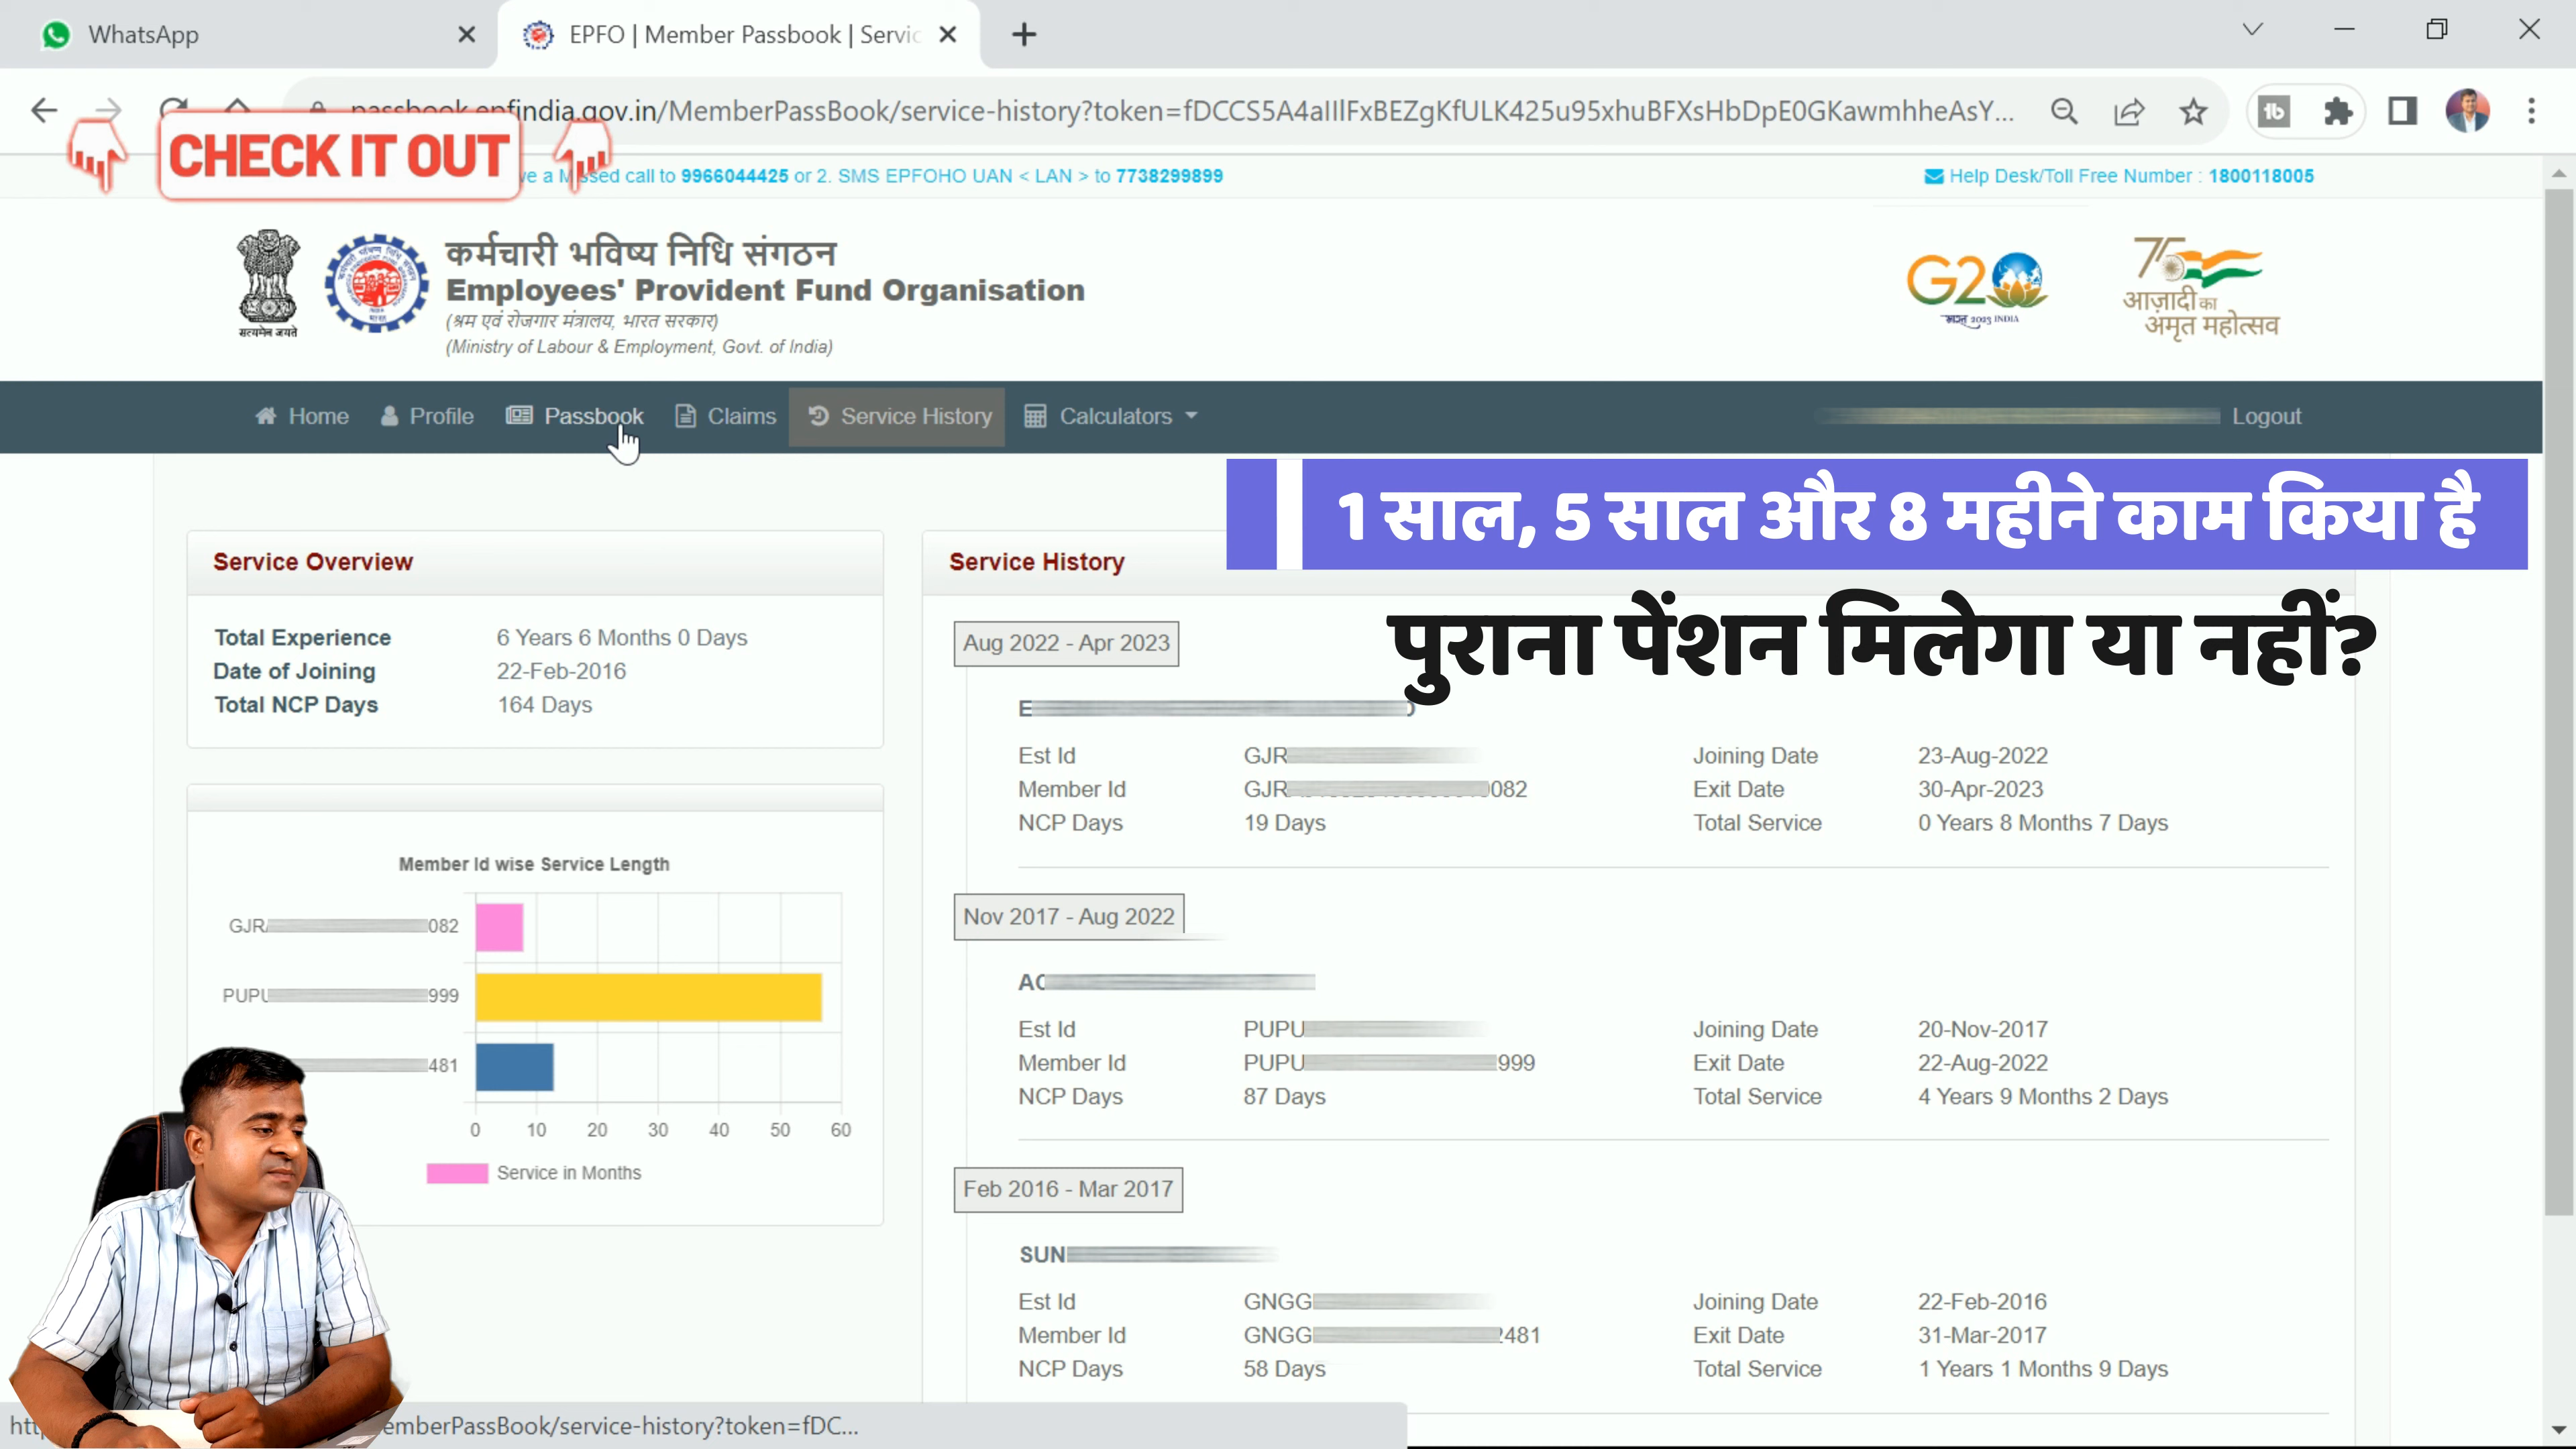 WhatsApp
EPFO | Member Passbook | Servic
passbook.epfindia.gov.in/MemberPassBook/service-history?token=fDCCS5A4aIIlFxBEZgKfULK425u95xhuBFXsHbDpE0GKawmhheAsY...
CHECK IT OUT
a Missed call to 9966044425 or 2. SMS EPFOHO UAN < LAN > to 7738299899
Help Desk/Toll Free Number : 1800118005
सत्यमेव जयते
कर्मचारी भविष्य निधि संगठन
Employees' Provident Fund Organisation
(श्रम एवं रोजगार मंत्रालय, भारत सरकार)
(Ministry of Labour & Employment, Govt. of India)
G20
भारत 2023 INDIA
75
आज़ादी का
अमृत महोत्सव
Home Profile Passbook Claims Service History Calculators Logout
1 साल, 5 साल और 8 महीने काम किया है
पुराना पेंशन मिलेगा या नहीं?
Service Overview
Total Experience 6 Years 6 Months 0 Days
Date of Joining 22-Feb-2016
Total NCP Days 164 Days
Member Id wise Service Length
GJR 082
PUPU 999
481
0 10 20 30 40 50 60
Service in Months
Service History
Aug 2022 - Apr 2023
E
Est Id GJR Joining Date 23-Aug-2022
Member Id GJR 082 Exit Date 30-Apr-2023
NCP Days 19 Days Total Service 0 Years 8 Months 7 Days
Nov 2017 - Aug 2022
Est Id PUPU Joining Date 20-Nov-2017
Member Id PUPU 999 Exit Date 22-Aug-2022
NCP Days 87 Days Total Service 4 Years 9 Months 2 Days
Feb 2016 - Mar 2017
SUN
Est Id GNGG Joining Date 22-Feb-2016
Member Id GNGG 481 Exit Date 31-Mar-2017
NCP Days 58 Days Total Service 1 Years 1 Months 9 Days
emberPassBook/service-history?token=fDC...